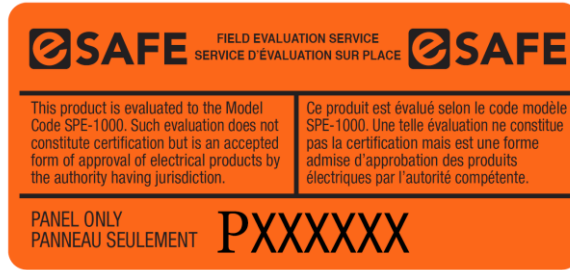 eSAFE FIELD EVALUATION SERVICE eSAFE
SERVICE D'ÉVALUATION SUR PLACE
This product is evaluated to the Model
Code SPE-1000. Such evaluation does not
constitute certification but is an accepted
form of approval of electrical products by
the authority having jurisdiction.
Ce produit est évalué selon le code modèle
SPE-1000. Une telle évaluation ne constitue
pas la certification mais est une forme
admise d'approbation des produits
électriques par l'autorité compétente.
PANEL ONLY
PANNEAU SEULEMENT
PXXXXXX